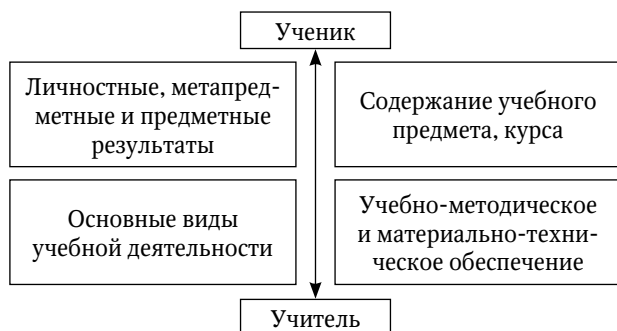 Ученик
Личностные, метапред-
метные и предметные
результаты
Содержание учебного
предмета, курса
Основные виды
учебной деятельности
Учебно-методическое
и материально-техни-
ческое обеспечение
Учитель